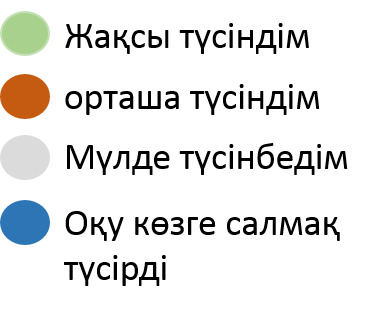 Жақсы түсіндім
орташа түсіндім
Мүлде түсінбедім
Оқу көзге салмақ
түсірді